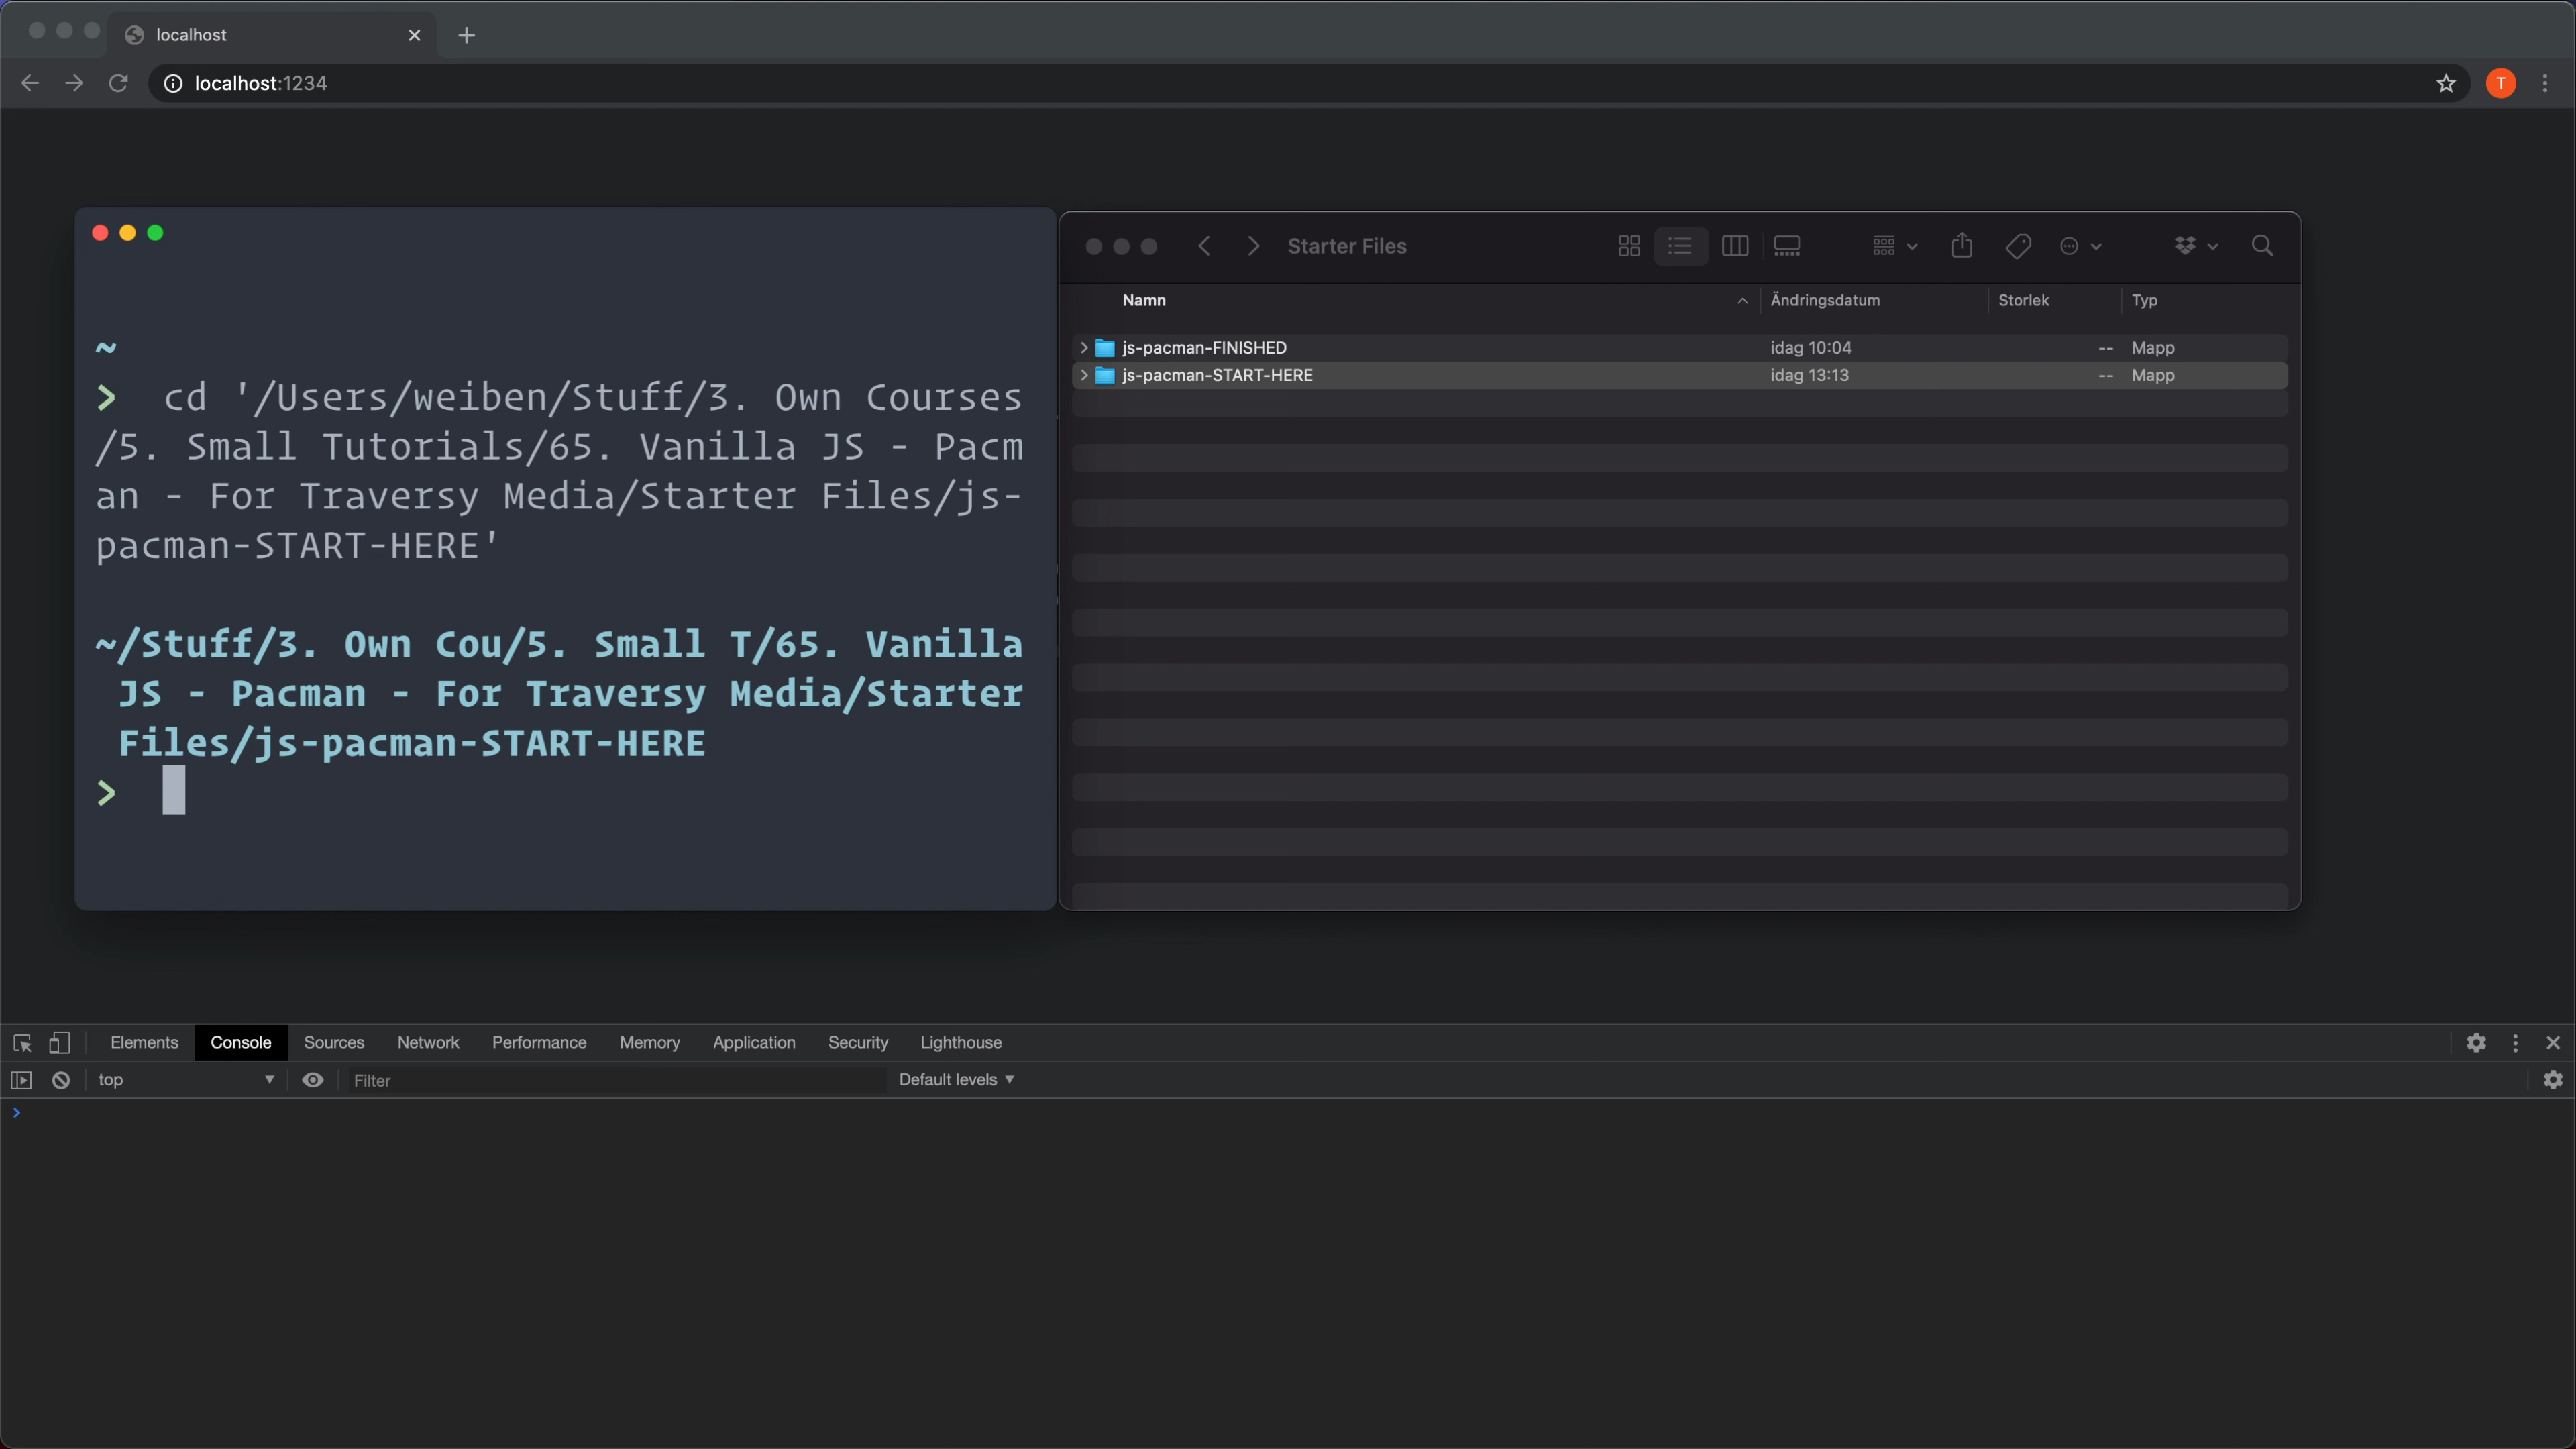 localhost
localhost:1234
T
~
> cd '/Users/weiben/Stuff/3. Own Courses
/5. Small Tutorials/65. Vanilla JS - Pacm
an - For Traversy Media/Starter Files/js-
pacman-START-HERE'
~/Stuff/3. Own Cou/5. Small T/65. Vanilla
JS - Pacman - For Traversy Media/Starter
Files/js-pacman-START-HERE
>
Starter Files
Namn Ändringsdatum Storlek Typ
js-pacman-FINISHED idag 10:04 -- Mapp
js-pacman-START-HERE idag 13:13 -- Mapp
Elements Console Sources Network Performance Memory Application Security Lighthouse
top Filter Default levels